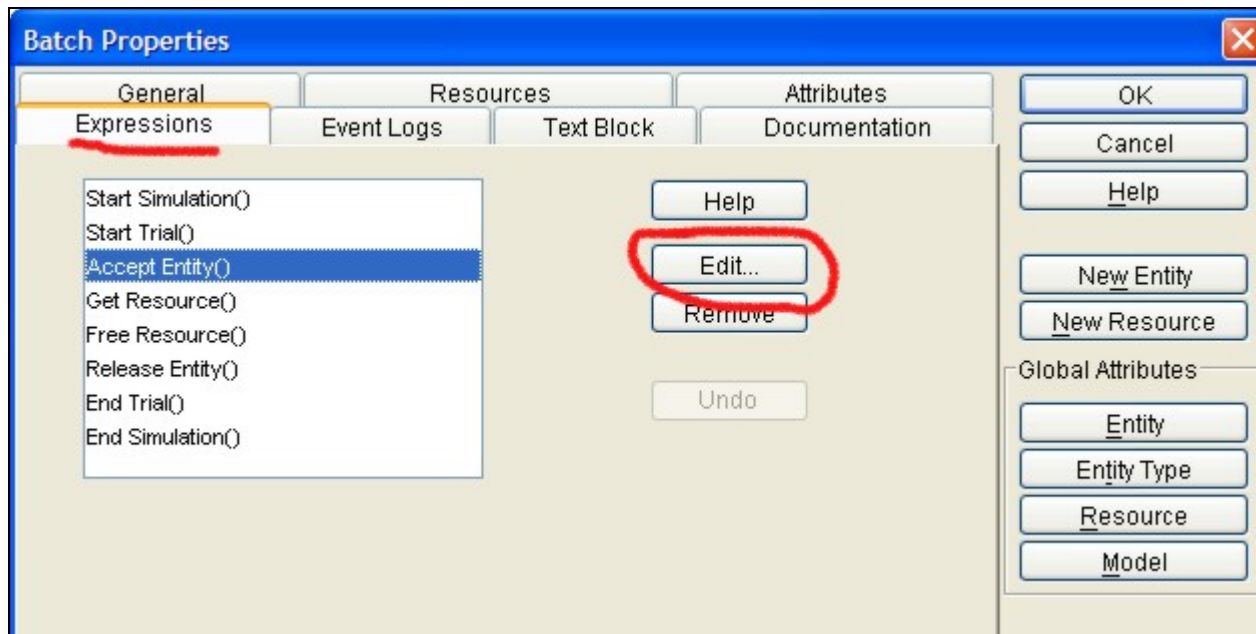 Batch Properties
General
Resources
Attributes
Expressions
Event Logs
Text Block
Documentation
Start Simulation()
Start Trial()
Accept Entity()
Get Resource()
Free Resource()
Release Entity()
End Trial()
End Simulation()
Help
Edit...
Remove
Undo
OK
Cancel
Help
New Entity
New Resource
Global Attributes
Entity
Entity Type
Resource
Model